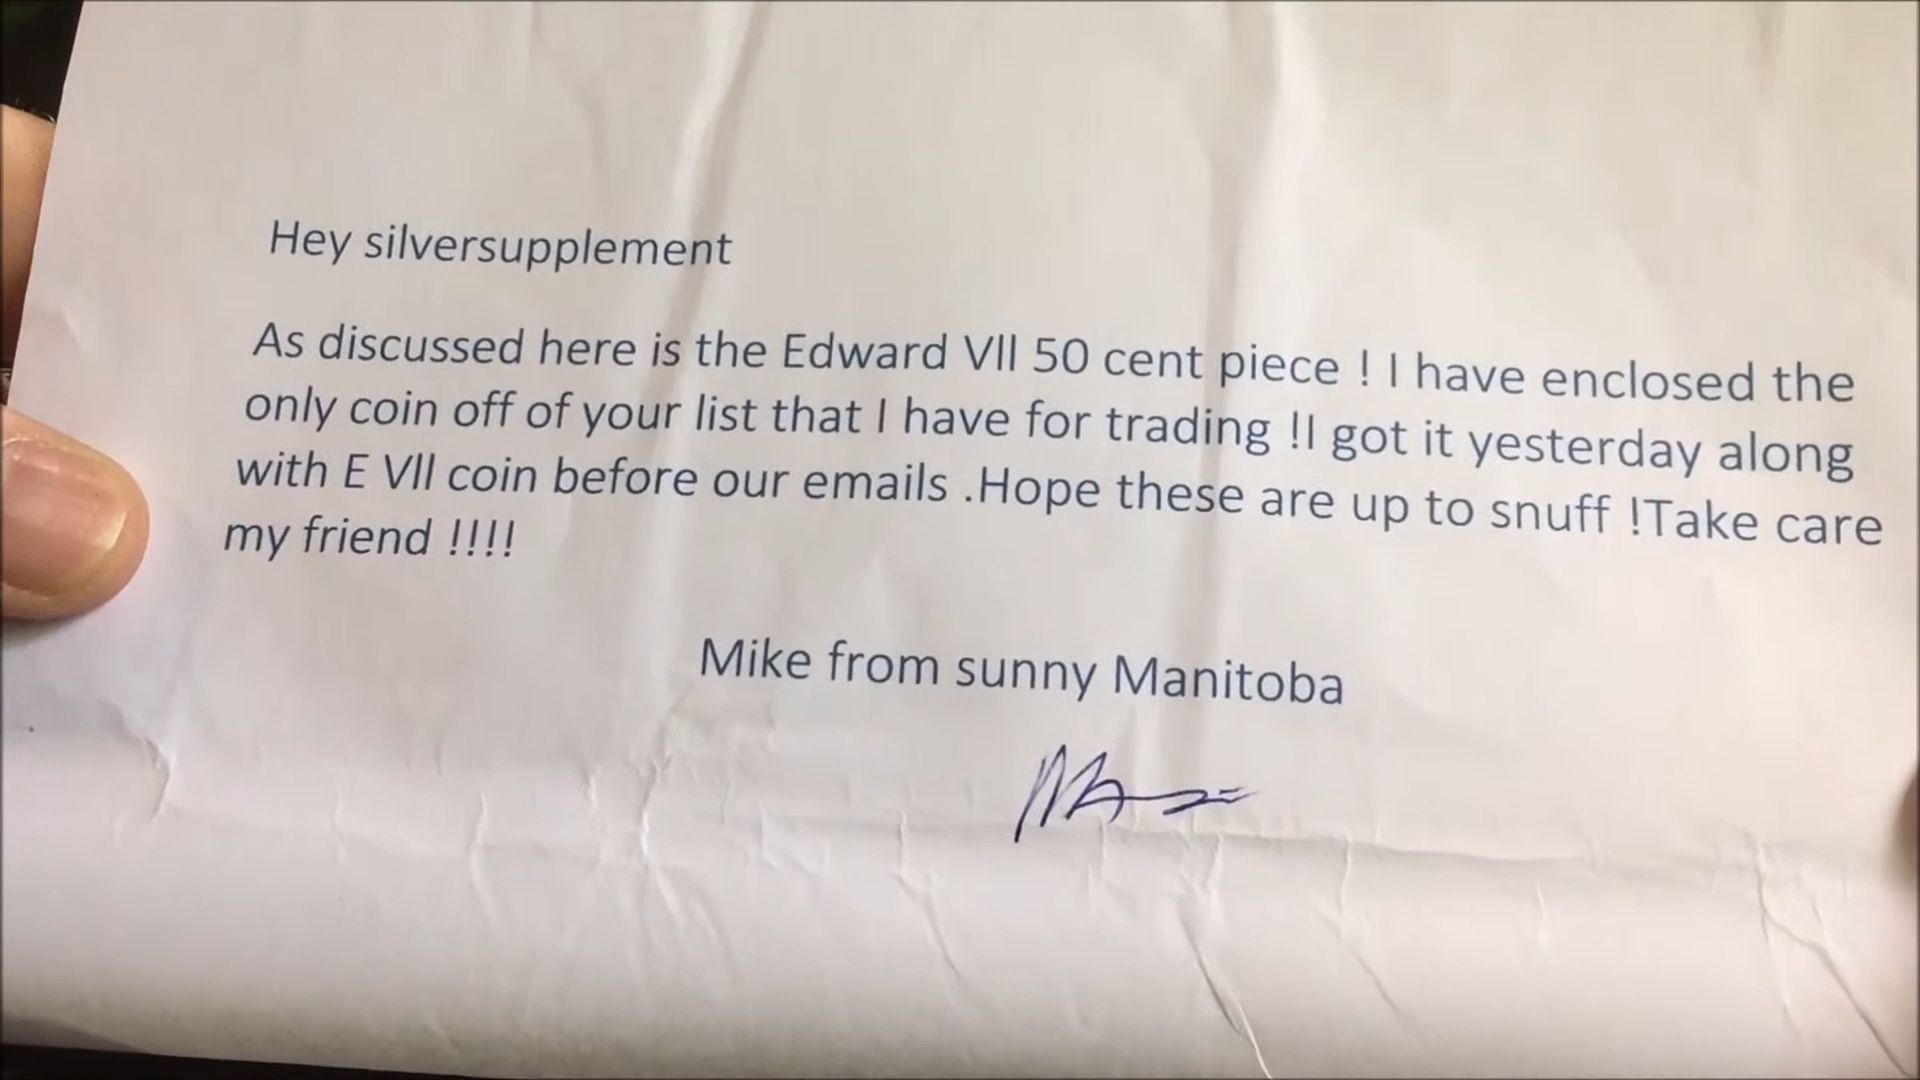 Hey silversupplement
As discussed here is the Edward VII 50 cent piece ! I have enclosed the
only coin off of your list that I have for trading !I got it yesterday along
with E VII coin before our emails .Hope these are up to snuff !Take care
my friend !!!!
Mike from sunny Manitoba